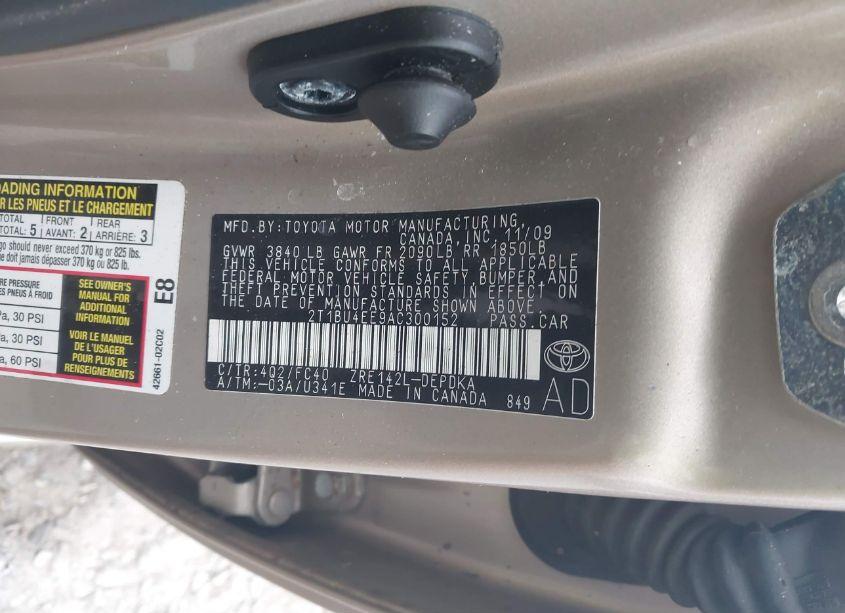 OADING INFORMATION
R LES PNEUS ET LE CHARGEMENT
TOTAL: 5 FRONT AVANT: 2 REAR ARRIÈRE: 3
go should never exceed 370 kg or 825 lbs.
e doit jamais dépasser 370 kg ou 825 lb.
PRESSURE
S PNEUS À FROID
a, 30 PSI
a, 30 PSI
a, 60 PSI
SEE OWNER'S
MANUAL FOR
ADDITIONAL
INFORMATION
VOIR LE MANUEL
DE L'USAGER
POUR PLUS DE
RENSEIGNEMENTS
E8
42661-02C02
MFD.BY:TOYOTA MOTOR MANUFACTURING
CANADA,INC. 11/09
GVWR 3840LB GAWR FR 2090LB RR 1850LB
THIS VEHICLE CONFORMS TO ALL APPLICABLE
FEDERAL MOTOR VEHICLE SAFETY, BUMPER AND
THEFT PREVENTION STANDARDS IN EFFECT ON
THE DATE OF MANUFACTURE SHOWN ABOVE.
2T1BU4EE9AC300152 PASS.CAR
C/TR:4Q2/FC40 ZRE142L-DEPDKA
A/TM:-03A/U341E MADE IN CANADA 849
AD